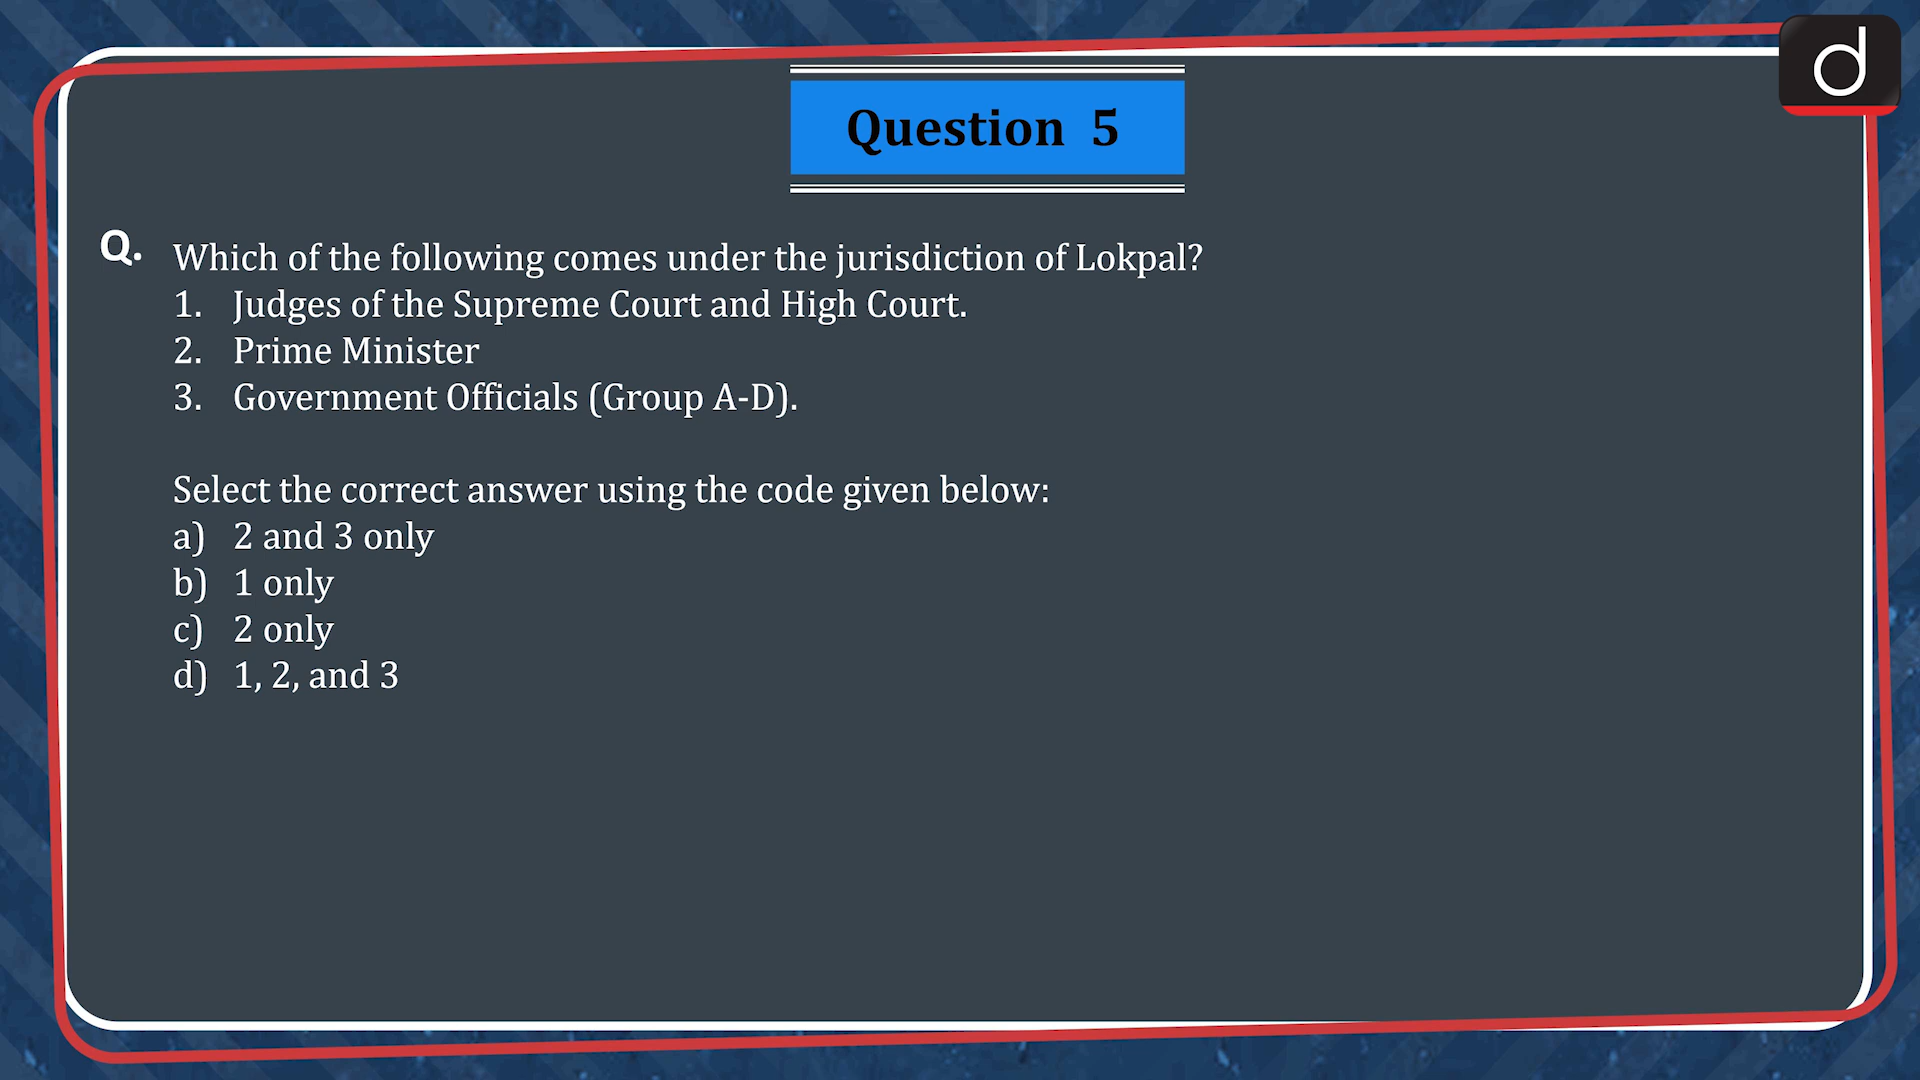 Question 5
Q. Which of the following comes under the jurisdiction of Lokpal?
1. Judges of the Supreme Court and High Court.
2. Prime Minister
3. Government Officials (Group A-D).
Select the correct answer using the code given below:
a) 2 and 3 only
b) 1 only
c) 2 only
d) 1, 2, and 3
d